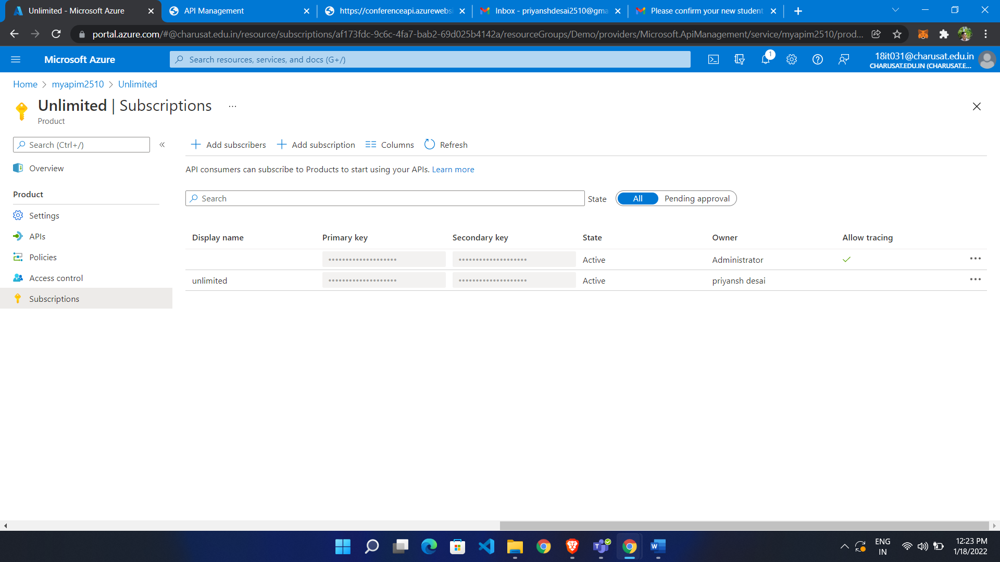 Unlimited - Microsoft Azure
API Management
https://conferenceapi.azurewebsi
Inbox - priyanshdesai2510@gma
Please confirm your new student
portal.azure.com/#@charusat.edu.in/resource/subscriptions/af173fdc-9c6c-4fa7-bab2-69d025b4142a/resourceGroups/Demo/providers/Microsoft.ApiManagement/service/myapim2510/prod...
Microsoft Azure
Search resources, services, and docs (G+/)
1
18it031@charusat.edu.in
CHARUSAT.EDU.IN (CHARUSAT.E...
Home > myapim2510 > Unlimited
Unlimited | Subscriptions ...
Product
Search (Ctrl+/)
«
Add subscribers
Add subscription
Columns
Refresh
Overview
API consumers can subscribe to Products to start using your APIs. Learn more
Product
Search
State
All
Pending approval
Settings
APIs
Policies
Access control
Subscriptions
Display name Primary key Secondary key State Owner Allow tracing
•••••••••••••••••••• •••••••••••••••••••• Active Administrator
unlimited •••••••••••••••••••• •••••••••••••••••••• Active priyansh desai
ENG
IN
12:23 PM
1/18/2022